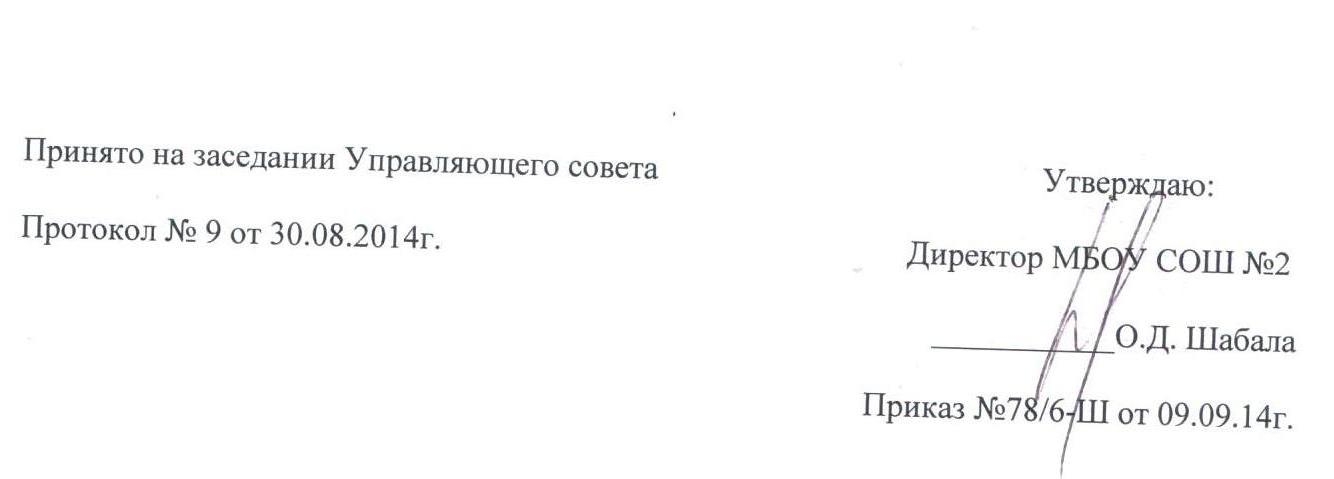 Принято на заседании Управляющего совета
Протокол № 9 от 30.08.2014г.
Утверждаю:
Директор МБОУ СОШ №2
____________О.Д. Шабала
Приказ №78/6-Ш от 09.09.14г.